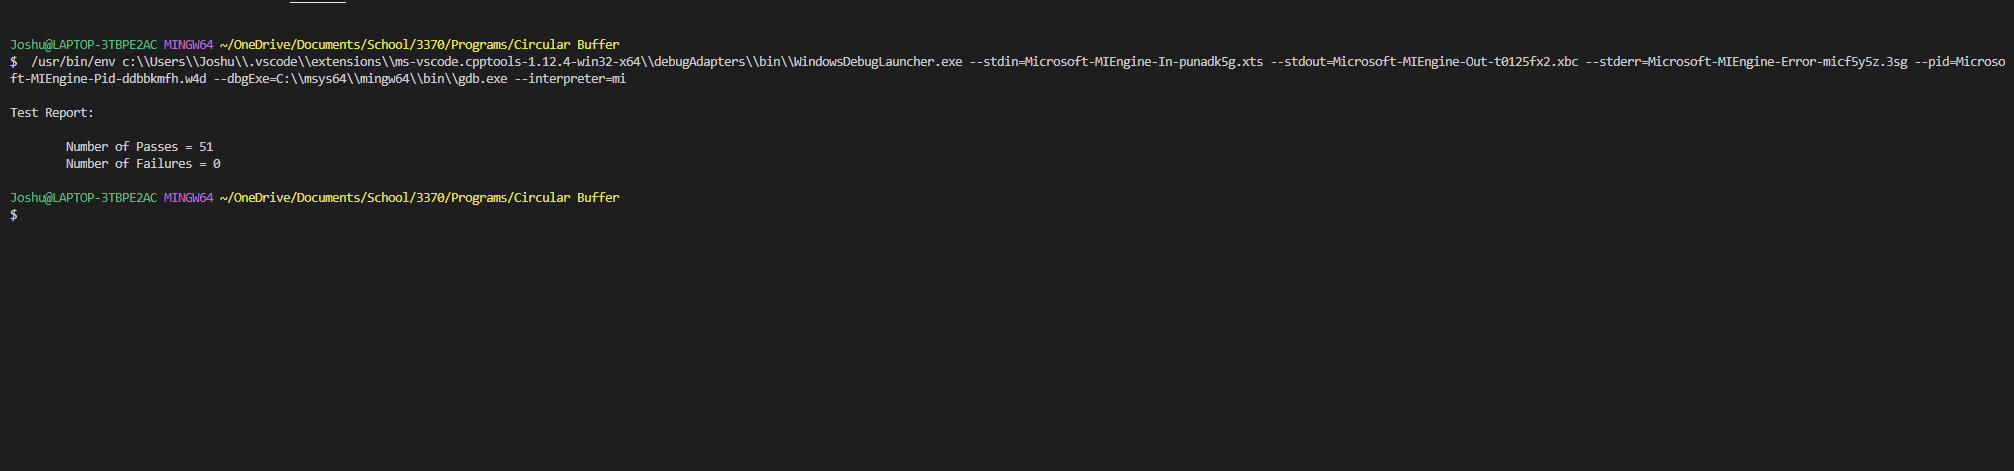 Joshu@LAPTOP-3TBPE2AC MINGW64 ~/OneDrive/Documents/School/3370/Programs/Circular Buffer
$  /usr/bin/env c:\\Users\\Joshu\\.vscode\\extensions\\ms-vscode.cpptools-1.12.4-win32-x64\\debugAdapters\\bin\\WindowsDebugLauncher.exe --stdin=Microsoft-MIEngine-In-punadk5g.xts --stdout=Microsoft-MIEngine-Out-t0125fx2.xbc --stderr=Microsoft-MIEngine-Error-micf5y5z.3sg --pid=Microso
ft-MIEngine-Pid-ddbbkmfh.w4d --dbgExe=C:\\msys64\\mingw64\\bin\\gdb.exe --interpreter=mi
Test Report:
Number of Passes = 51
Number of Failures = 0
Joshu@LAPTOP-3TBPE2AC MINGW64 ~/OneDrive/Documents/School/3370/Programs/Circular Buffer
$